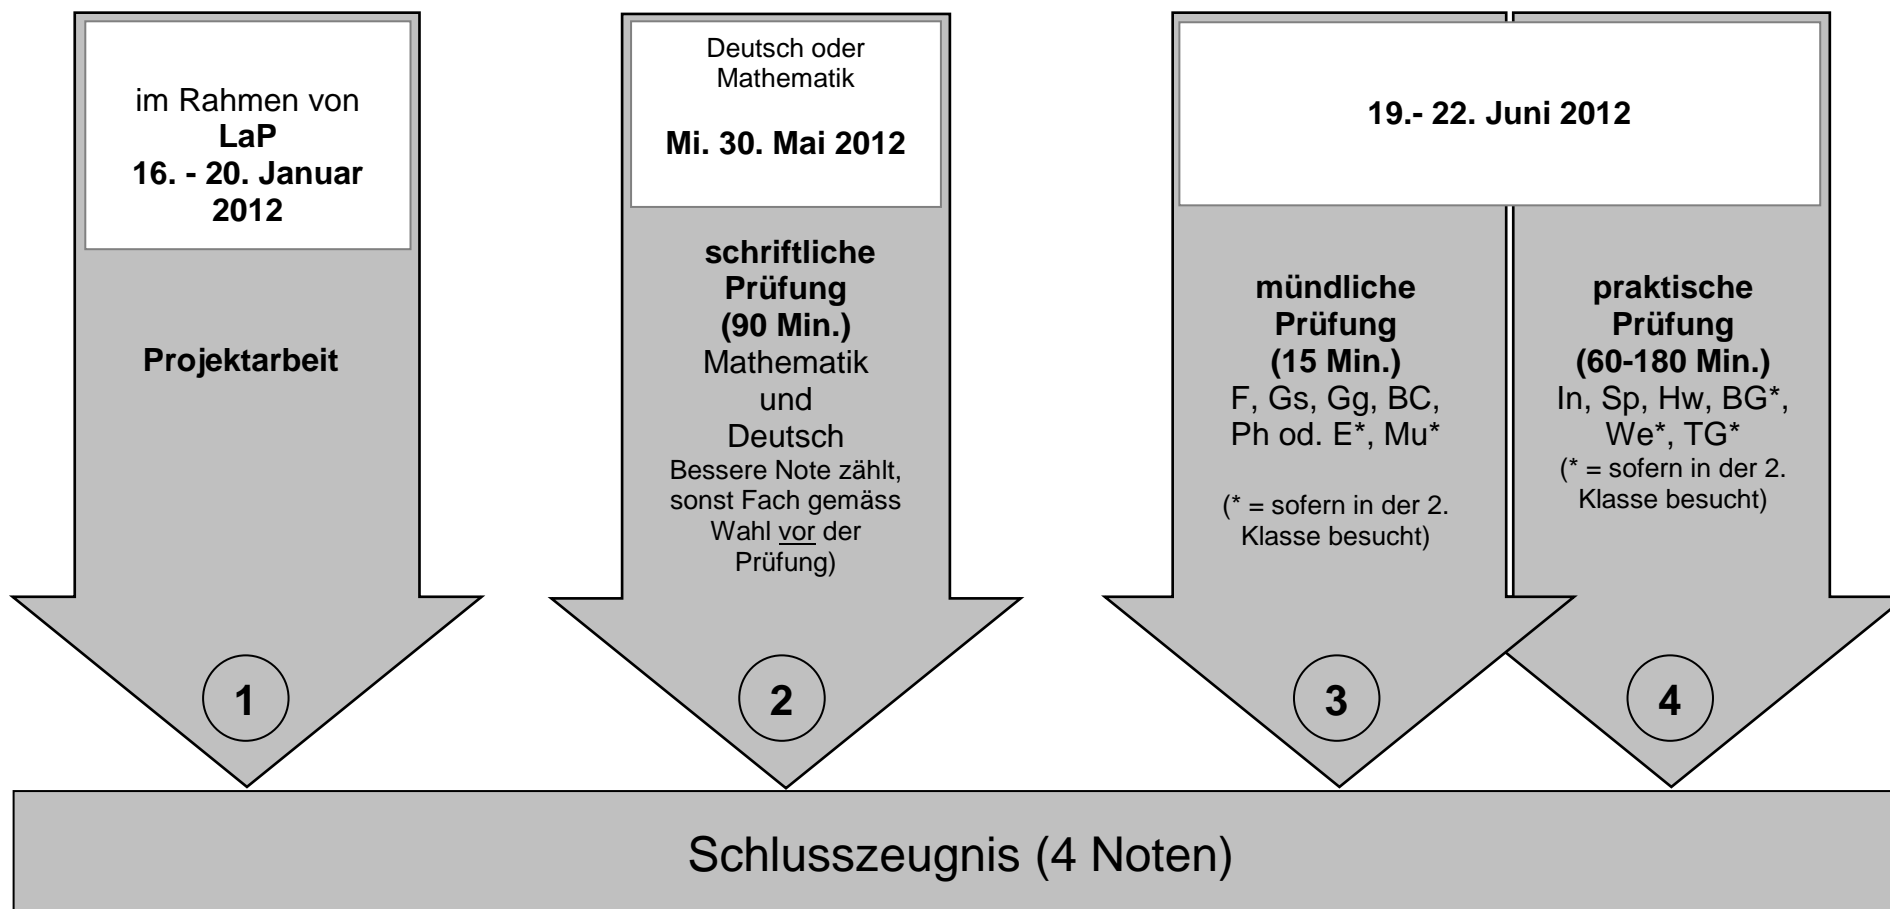 im Rahmen von
LaP
16. - 20. Januar
2012
Projektarbeit
1
Deutsch oder
Mathematik
Mi. 30. Mai 2012
schriftliche
Prüfung
(90 Min.)
Mathematik
und
Deutsch
Bessere Note zählt,
sonst Fach gemäss
Wahl vor der
Prüfung)
2
19.- 22. Juni 2012
mündliche
Prüfung
(15 Min.)
F, Gs, Gg, BC,
Ph od. E*, Mu*
(* = sofern in der 2.
Klasse besucht)
3
praktische
Prüfung
(60-180 Min.)
In, Sp, Hw, BG*,
We*, TG*
(* = sofern in der 2.
Klasse besucht)
4
Schlusszeugnis (4 Noten)